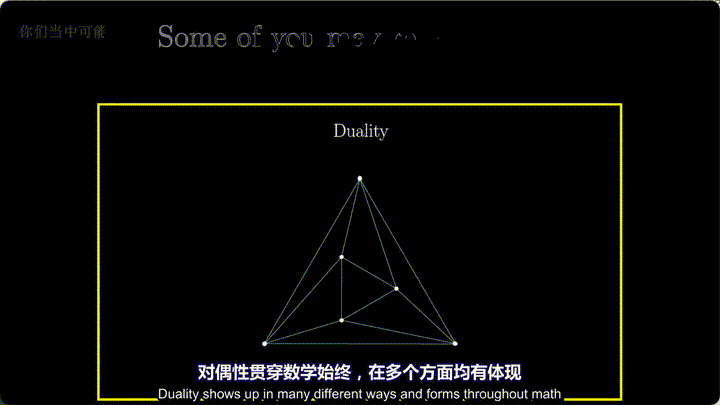 你们当中可能
Some of you may
Duality
对偶性贯穿数学始终，在多个方面均有体现
Duality shows up in many different ways and forms throughout math